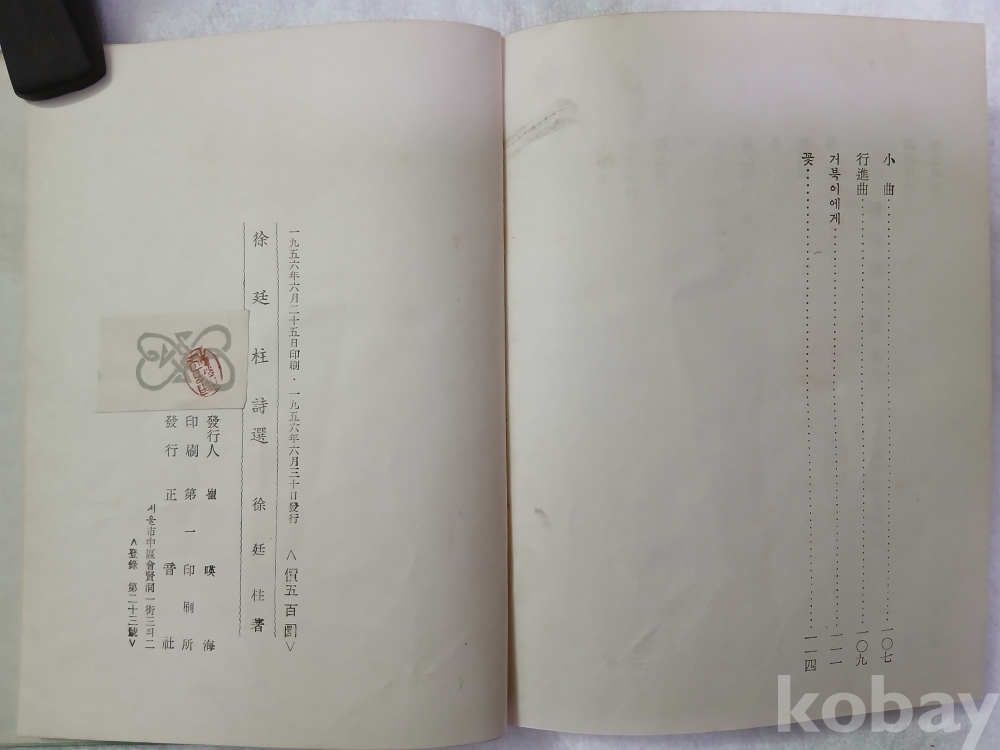 小曲……一〇七
行進曲……一〇九
거북이에게……一一一
꽃……一一四
一九五六年六月二十五日印刷・一九五六年六月三十日發行 <價五百圜>
徐廷柱詩選 徐廷柱著
發行人 崔暎海
印刷 第一印刷所
發行 正音社
서울市中區會賢洞一街三의二
<登錄 第二十三號>
kobay